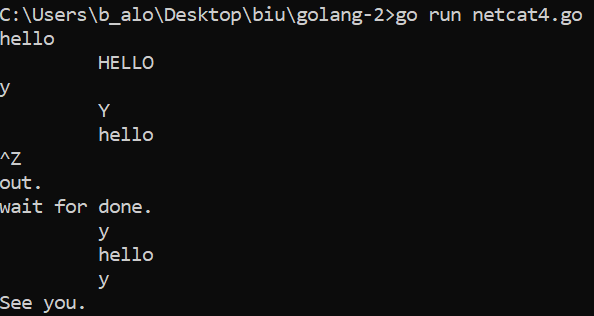 C:\Users\b_alo\Desktop\biu\golang-2>go run netcat4.go
hello
HELLO
y
Y
hello
^Z
out.
wait for done.
y
hello
y
See you.